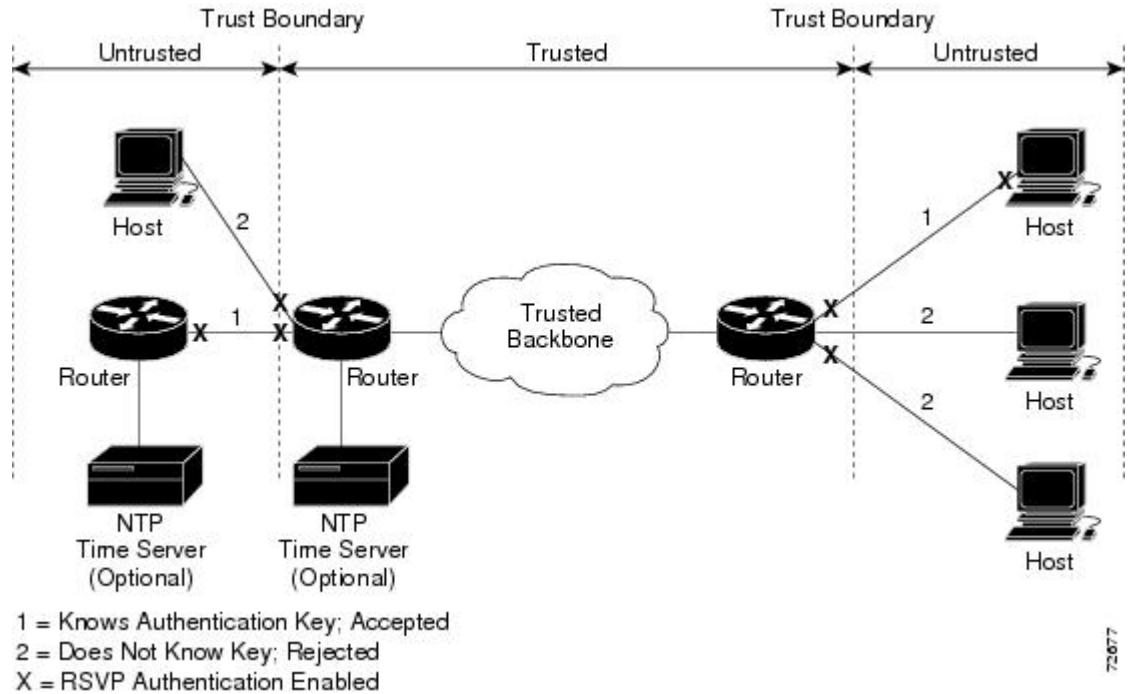 Trust Boundary
Trust Boundary
Untrusted
Trusted
Untrusted
Host
2
1
Host
X
X
1
X
X
X
2
Trusted
Backbone
X
Router
Router
Router
Host
2
NTP
Time Server
(Optional)
NTP
Time Server
(Optional)
Host
1 = Knows Authentication Key; Accepted
2 = Does Not Know Key; Rejected
X = RSVP Authentication Enabled
72677